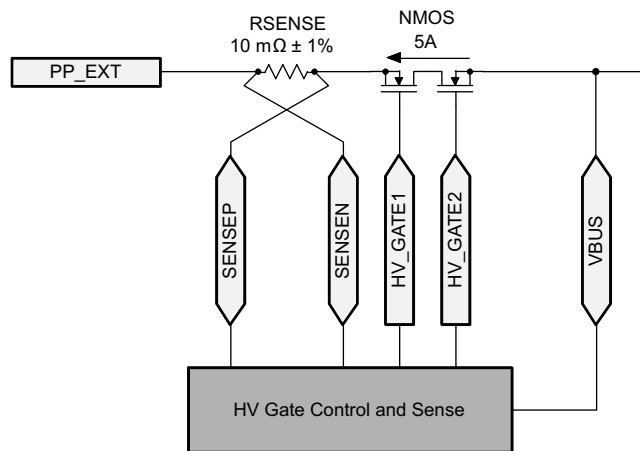 RSENSE
10 mΩ ± 1%
NMOS
5A
PP_EXT
SENSEP
SENSEN
HV_GATE1
HV_GATE2
VBUS
HV Gate Control and Sense